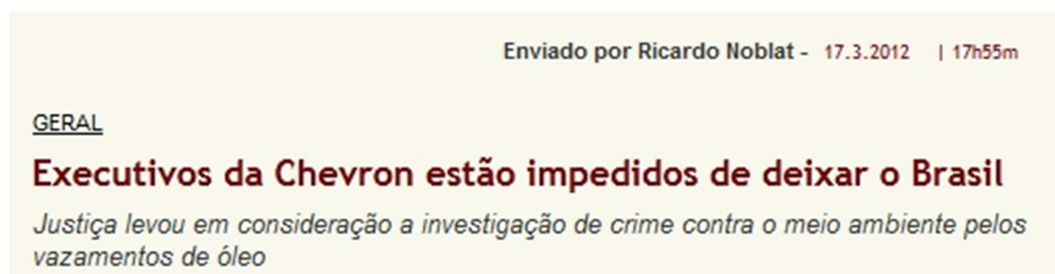 Enviado por Ricardo Noblat - 17.3.2012 | 17h55m
GERAL
Executivos da Chevron estão impedidos de deixar o Brasil
Justiça levou em consideração a investigação de crime contra o meio ambiente pelos
vazamentos de óleo